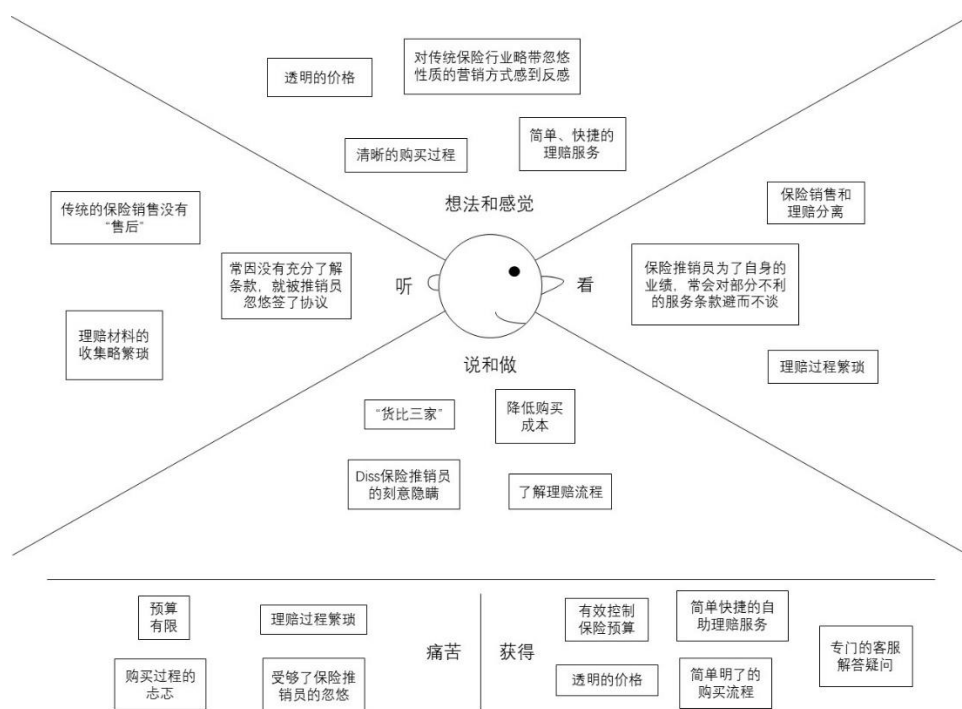 透明的价格
对传统保险行业略带忽悠
性质的营销方式感到反感
清晰的购买过程
简单、快捷的
理赔服务
想法和感觉
传统的保险销售没有
“售后”
常因没有充分了解
条款，就被推销员
忽悠签了协议
理赔材料的
收集略繁琐
听
看
保险销售和
理赔分离
保险推销员为了自身的
业绩，常会对部分不利
的服务条款避而不谈
理赔过程繁琐
说和做
“货比三家”
降低购买
成本
Diss保险推销员
的刻意隐瞒
了解理赔流程
预算
有限
理赔过程繁琐
购买过程的
忐忑
受够了保险推
销员的忽悠
痛苦
获得
有效控制
保险预算
简单快捷的自
助理赔服务
透明的价格
简单明了的
购买流程
专门的客服
解答疑问